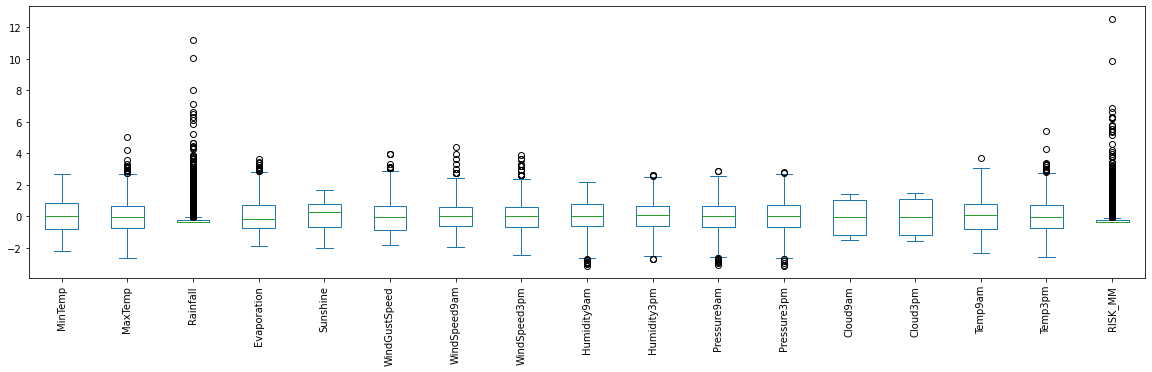 12
10
8
6
4
2
0
−2
MinTemp
MaxTemp
Rainfall
Evaporation
Sunshine
WindGustSpeed
WindSpeed9am
WindSpeed3pm
Humidity9am
Humidity3pm
Pressure9am
Pressure3pm
Cloud9am
Cloud3pm
Temp9am
Temp3pm
RISK_MM